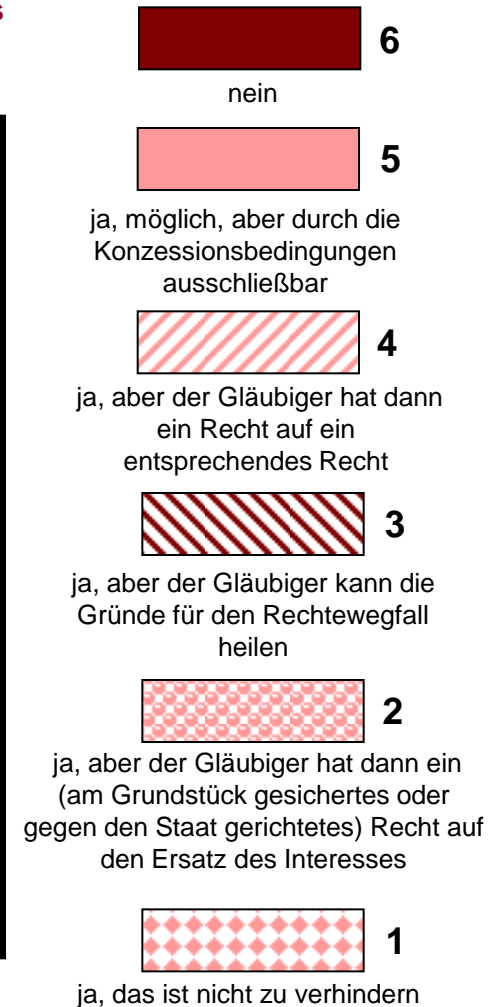 s
6
nein
5
ja, möglich, aber durch die
Konzessionsbedingungen
ausschließbar
4
ja, aber der Gläubiger hat dann
ein Recht auf ein
entsprechendes Recht
3
ja, aber der Gläubiger kann die
Gründe für den Rechtewegfall
heilen
2
ja, aber der Gläubiger hat dann ein
(am Grundstück gesichertes oder
gegen den Staat gerichtetes) Recht auf
den Ersatz des Interesses
1
ja, das ist nicht zu verhindern